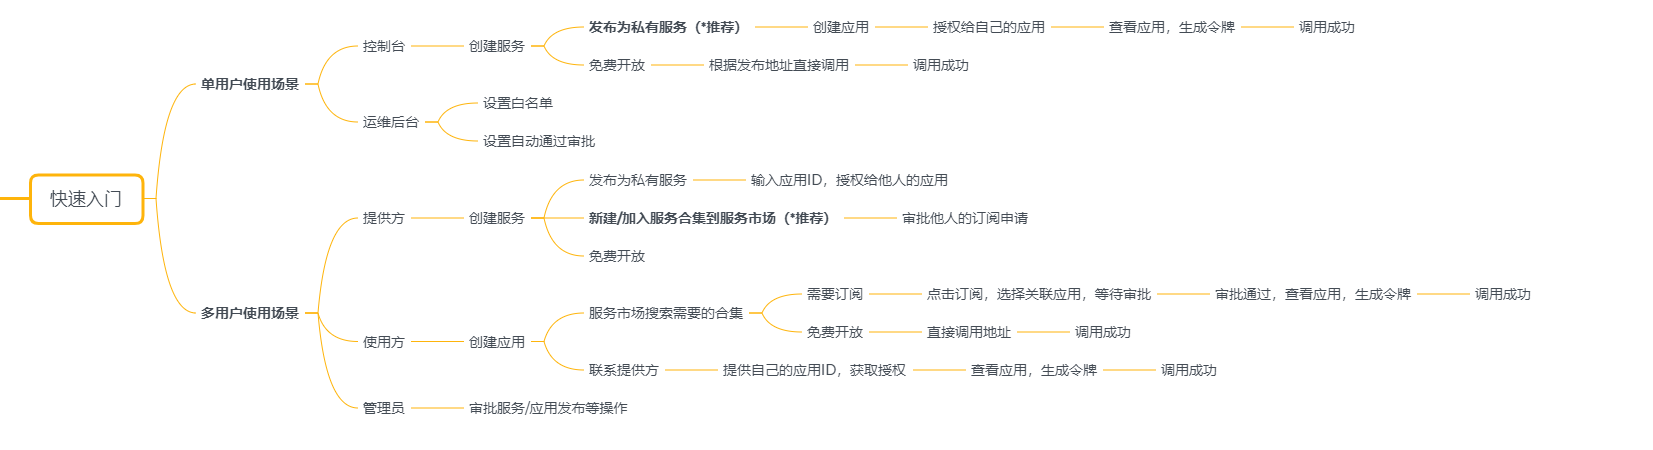 快速入门
单用户使用场景
控制台
创建服务
发布为私有服务（*推荐）
创建应用
授权给自己的应用
查看应用，生成令牌
调用成功
免费开放
根据发布地址直接调用
调用成功
运维后台
设置白名单
设置自动通过审批
多用户使用场景
提供方
创建服务
发布为私有服务
输入应用ID，授权给他人的应用
新建/加入服务合集到服务市场（*推荐）
审批他人的订阅申请
免费开放
使用方
创建应用
服务市场搜索需要的合集
需要订阅
点击订阅，选择关联应用，等待审批
审批通过，查看应用，生成令牌
调用成功
免费开放
直接调用地址
调用成功
联系提供方
提供自己的应用ID，获取授权
查看应用，生成令牌
调用成功
管理员
审批服务/应用发布等操作